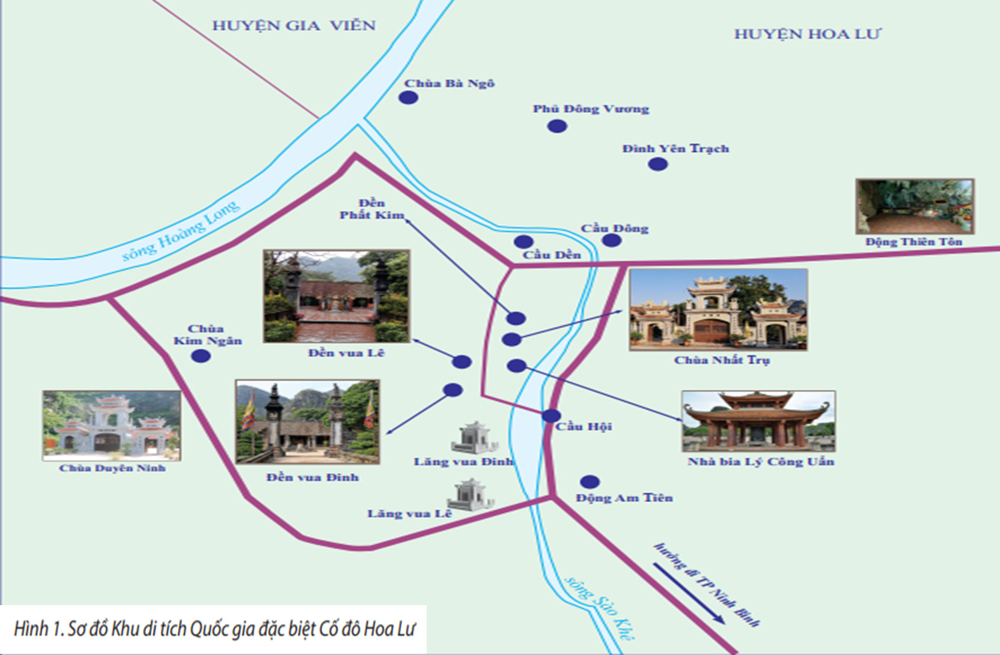 HUYỆN GIA VIỄN
HUYỆN HOA LƯ
Chùa Bà Ngô
Phủ Đông Vương
Đình Yên Trạch
sông Hoàng Long
Đền
Phất Kim
Cầu Đông
Cầu Dền
Động Thiên Tôn
Chùa
Kim Ngân
Đền vua Lê
Chùa Nhất Trụ
Cầu Hội
Chùa Duyên Ninh
Đền vua Đinh
Lăng vua Đinh
Nhà bia Lý Công Uẩn
Lăng vua Lê
Động Am Tiên
hướng đi TP Ninh Bình
sông Sào Khê
Hình 1. Sơ đồ Khu di tích Quốc gia đặc biệt Cố đô Hoa Lư